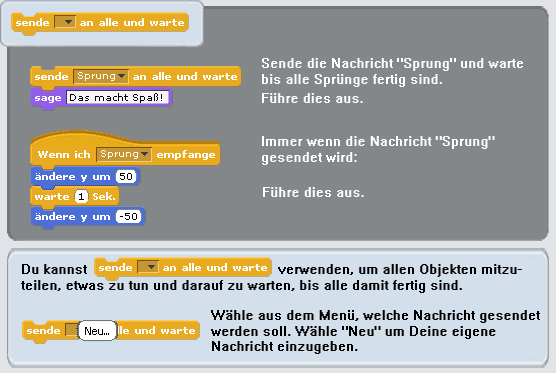 sende an alle und warte
sende Sprung an alle und warte
sage Das macht Spaß!
Sende die Nachricht "Sprung" und warte
bis alle Sprünge fertig sind.
Führe dies aus.
Wenn ich Sprung empfange
ändere y um 50
warte 1 Sek.
ändere y um -50
Immer wenn die Nachricht "Sprung"
gesendet wird:
Führe dies aus.
Du kannst sende an alle und warte verwenden, um allen Objekten mitzu-
teilen, etwas zu tun und darauf zu warten, bis alle damit fertig sind.
sende Neu... lle und warte
Wähle aus dem Menü, welche Nachricht gesendet
werden soll. Wähle "Neu" um Deine eigene
Nachricht einzugeben.